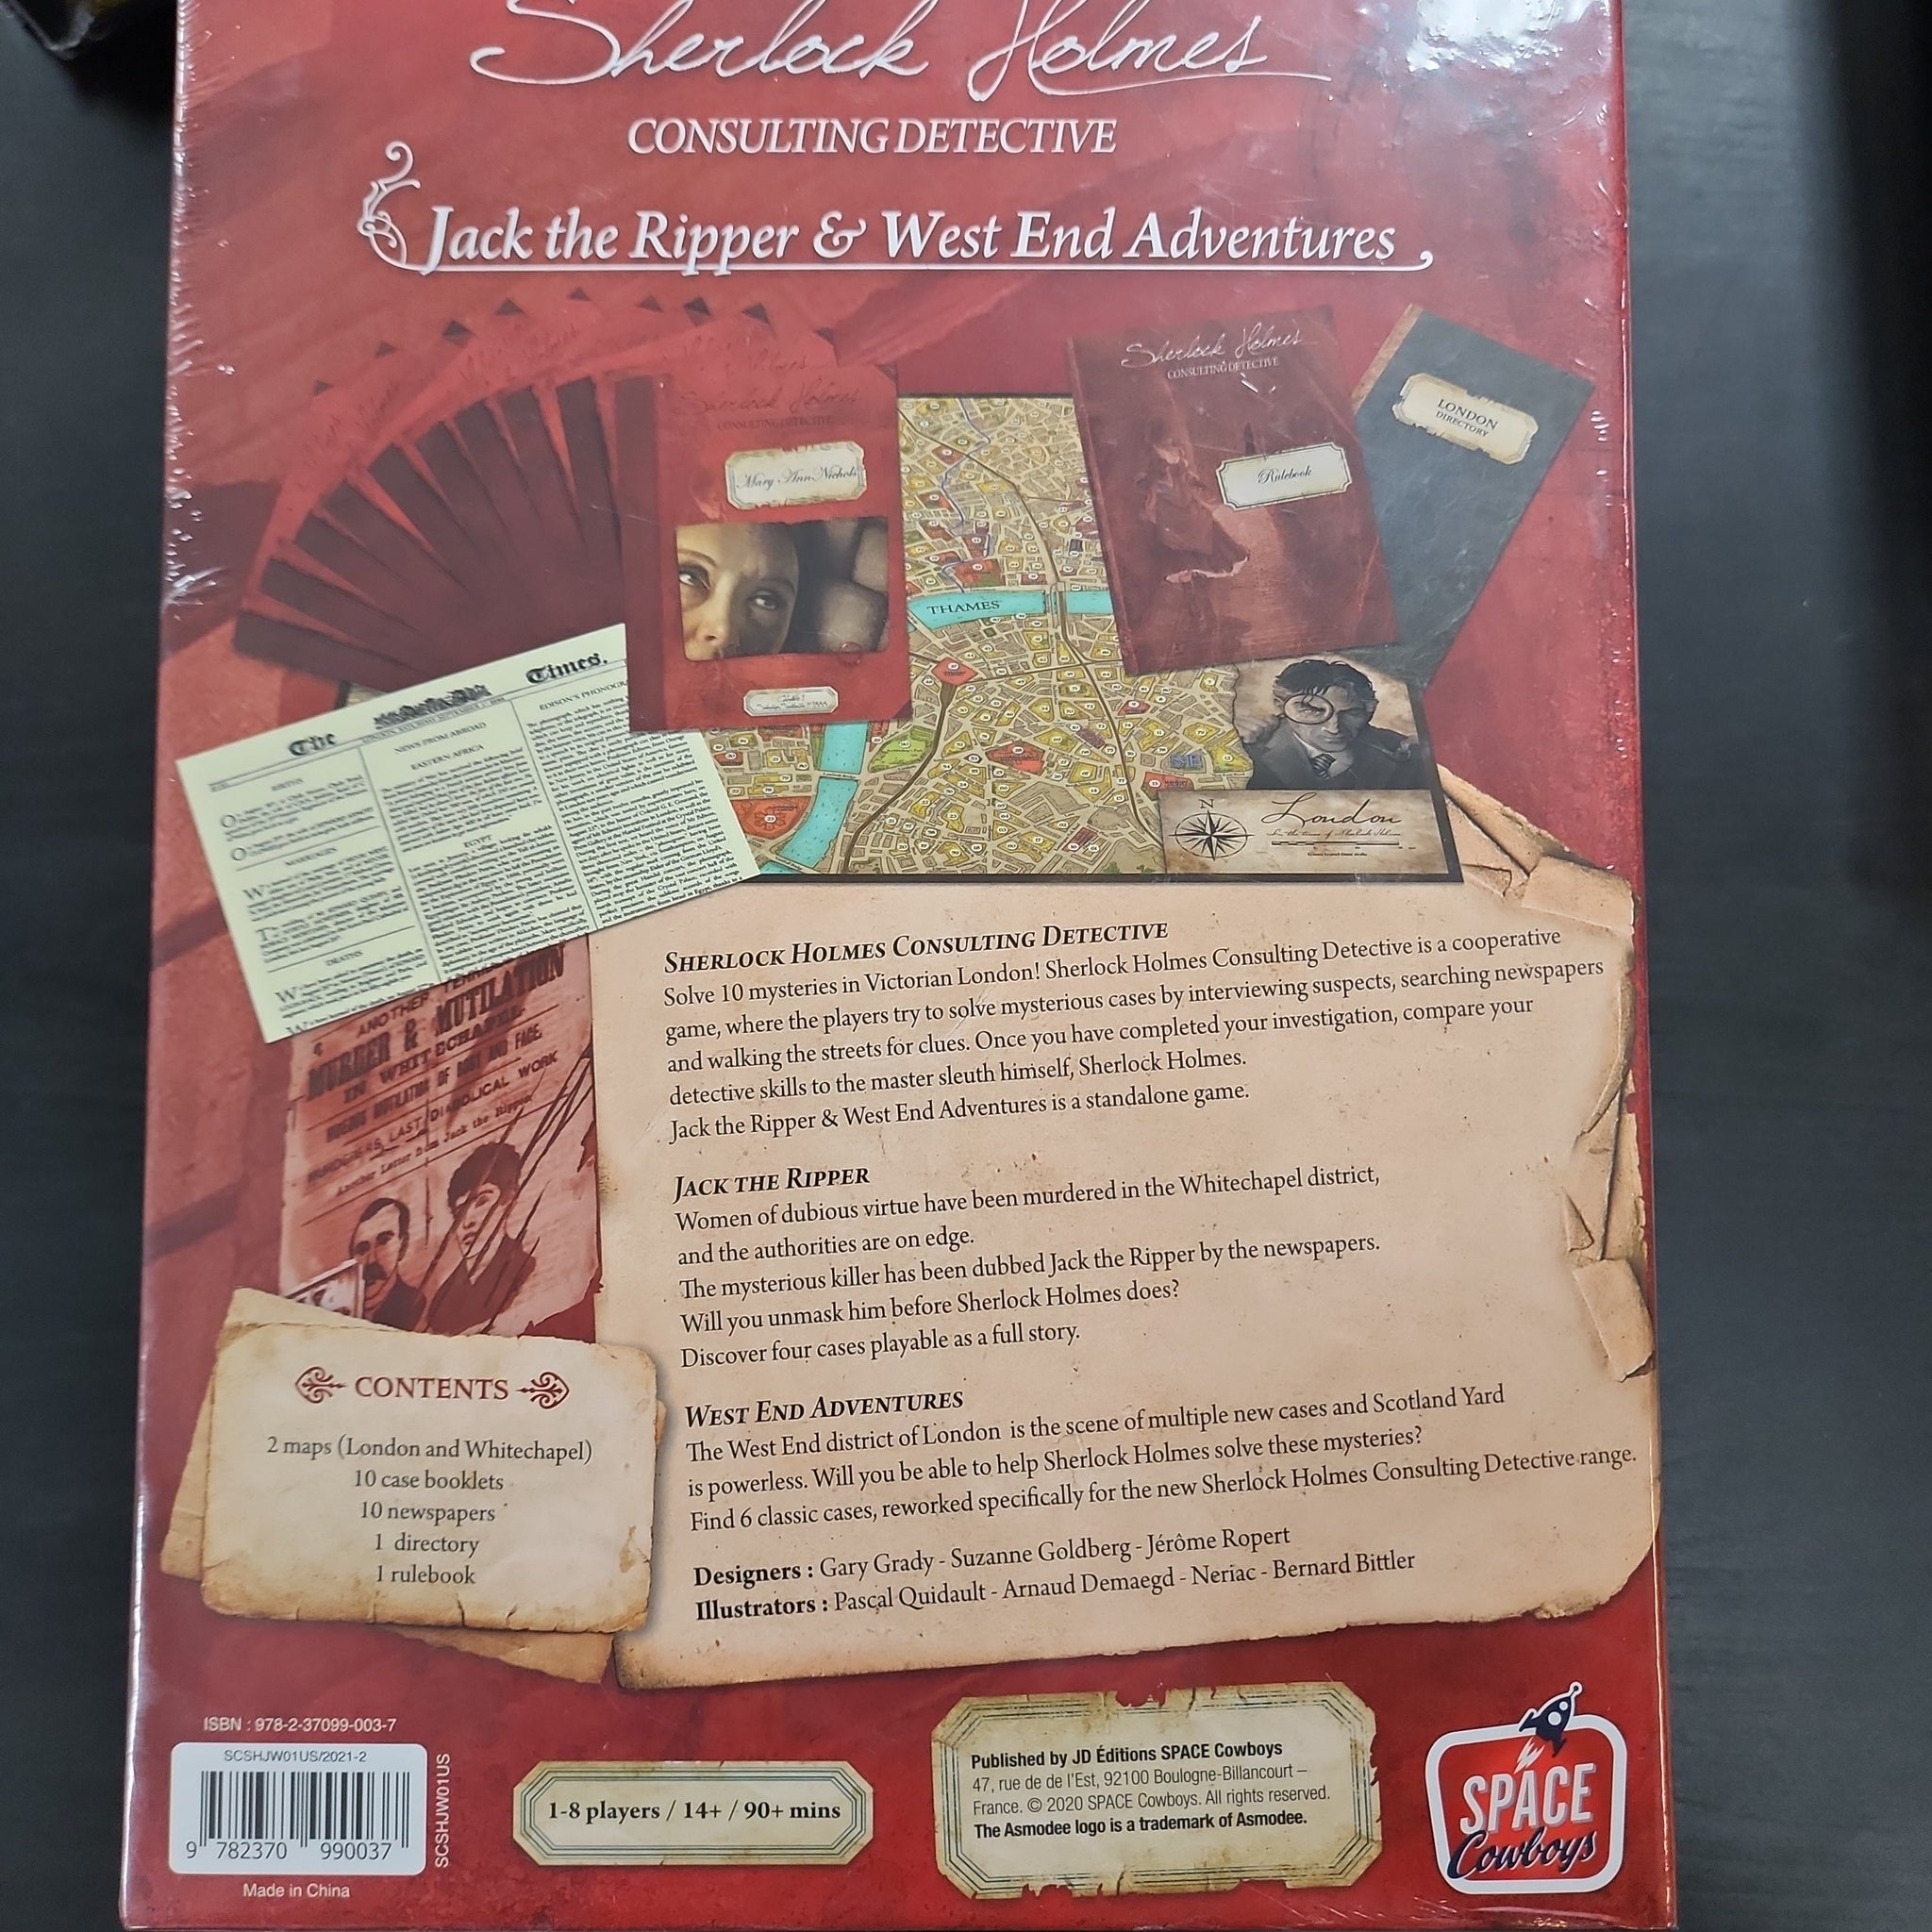 Sherlock Holmes
CONSULTING DETECTIVE
Jack the Ripper & West End Adventures
Sherlock Holmes
CONSULTING DETECTIVE
Mary Ann Nichols
Sherlock Holmes
CONSULTING DETECTIVE
Rulebook
LONDON
DIRECTORY
THAMES
The Times.
NEWS FROM ABROAD
EASTERN AFRICA
EDISON'S PHONOGR
BIRTHS
MARRIAGES
EGYPT
DEATHS
SE
N
London
ANOTHER
MURDER & MUTILATION
IN WHITECHAPEL
SHERLOCK HOLMES CONSULTING DETECTIVE
Solve 10 mysteries in Victorian London! Sherlock Holmes Consulting Detective is a cooperative
game, where the players try to solve mysterious cases by interviewing suspects, searching newspapers
and walking the streets for clues. Once you have completed your investigation, compare your
detective skills to the master sleuth himself, Sherlock Holmes.
Jack the Ripper & West End Adventures is a standalone game.
JACK THE RIPPER
Women of dubious virtue have been murdered in the Whitechapel district,
and the authorities are on edge.
The mysterious killer has been dubbed Jack the Ripper by the newspapers.
Will you unmask him before Sherlock Holmes does?
Discover four cases playable as a full story.
WEST END ADVENTURES
The West End district of London is the scene of multiple new cases and Scotland Yard
is powerless. Will you be able to help Sherlock Holmes solve these mysteries?
Find 6 classic cases, reworked specifically for the new Sherlock Holmes Consulting Detective range.
Designers : Gary Grady - Suzanne Goldberg - Jérôme Ropert
Illustrators : Pascal Quidault - Arnaud Demaegd - Neriac - Bernard Bittler
CONTENTS
2 maps (London and Whitechapel)
10 case booklets
10 newspapers
1 directory
1 rulebook
ISBN : 978-2-37099-003-7
SCSHJW01US/2021-2
9 782370 990037
SCSHJW01US
Made in China
1-8 players / 14+ / 90+ mins
Published by JD Éditions SPACE Cowboys
47, rue de de l'Est, 92100 Boulogne-Billancourt –
France. © 2020 SPACE Cowboys. All rights reserved.
The Asmodee logo is a trademark of Asmodee.
SPACE
Cowboys